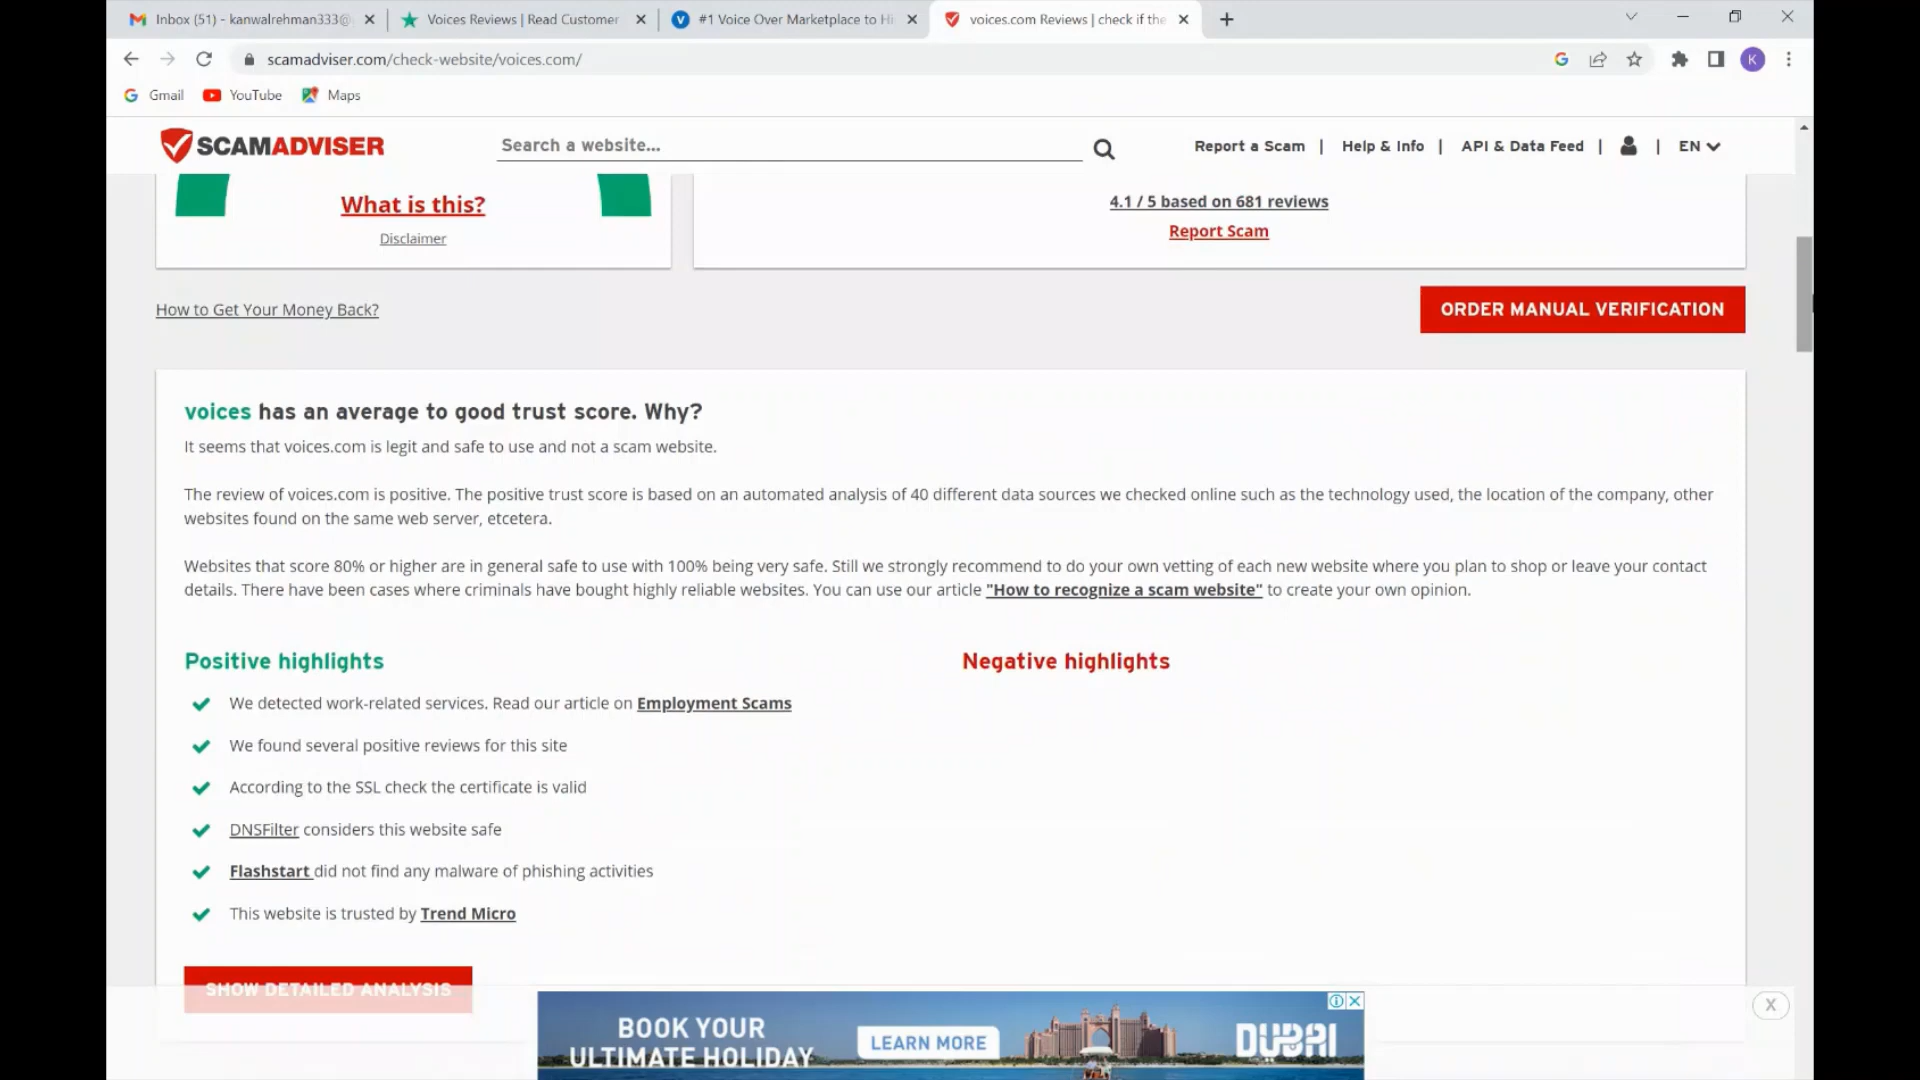 Inbox (51) - kanwalrehman333@
Voices Reviews | Read Customer
#1 Voice Over Marketplace to Hi
voices.com Reviews | check if the
scamadviser.com/check-website/voices.com/
K
Gmail
YouTube
Maps
SCAMADVISER
Search a website...
Report a Scam |
Help & Info |
API & Data Feed |
|
EN
What is this?
Disclaimer
4.1 / 5 based on 681 reviews
Report Scam
How to Get Your Money Back?
ORDER MANUAL VERIFICATION
voices has an average to good trust score. Why?
It seems that voices.com is legit and safe to use and not a scam website.
The review of voices.com is positive. The positive trust score is based on an automated analysis of 40 different data sources we checked online such as the technology used, the location of the company, other
websites found on the same web server, etcetera.
Websites that score 80% or higher are in general safe to use with 100% being very safe. Still we strongly recommend to do your own vetting of each new website where you plan to shop or leave your contact
details. There have been cases where criminals have bought highly reliable websites. You can use our article "How to recognize a scam website" to create your own opinion.
Positive highlights
We detected work-related services. Read our article on Employment Scams
We found several positive reviews for this site
According to the SSL check the certificate is valid
DNSFilter considers this website safe
Flashstart did not find any malware of phishing activities
This website is trusted by Trend Micro
Negative highlights
SHOW DETAILED ANALYSIS
BOOK YOUR
ULTIMATE HOLIDAY
LEARN MORE
DUBAI
X